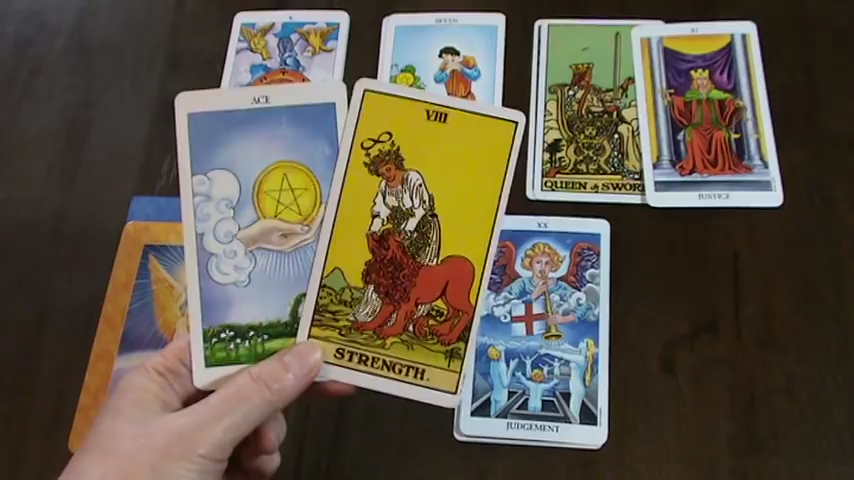 X
SEVEN
XI
ACE
VIII
QUEEN of SWORDS
JUSTICE
XX
STRENGTH.
JUDGEMENT